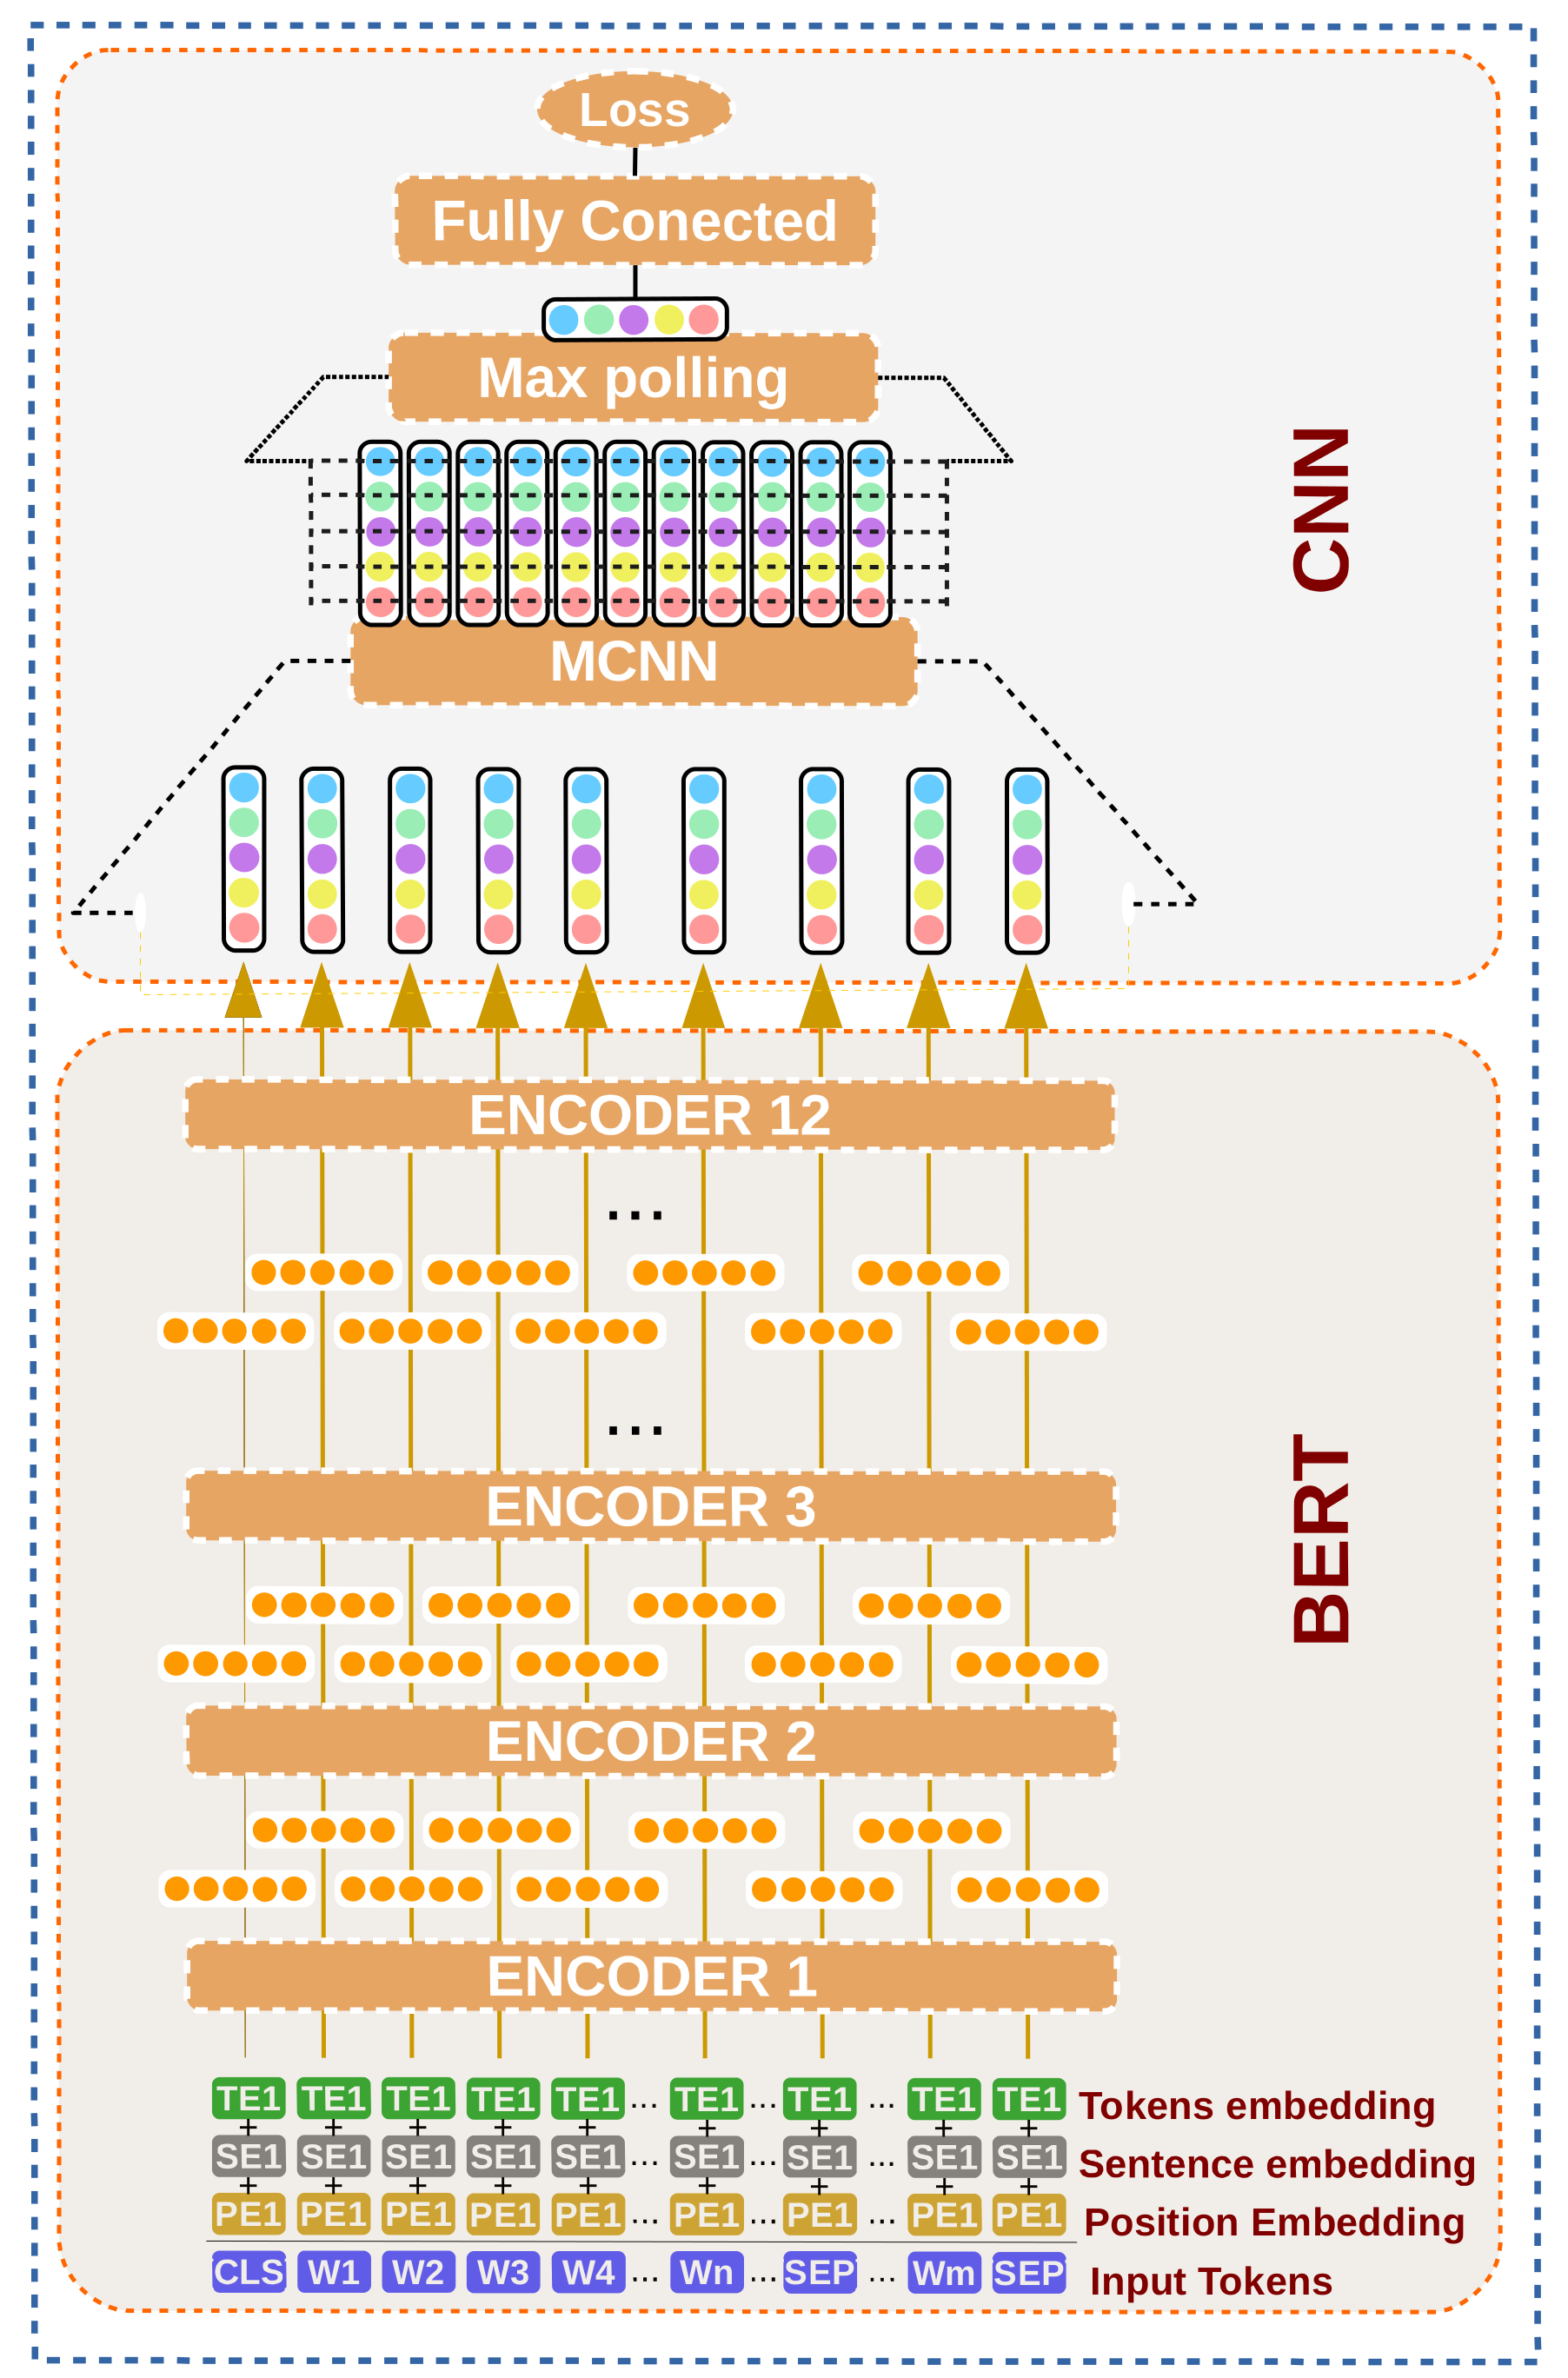 Loss
Fully Conected
Max polling
CNN
MCNN
ENCODER 12
...
...
ENCODER 3
BERT
ENCODER 2
ENCODER 1
TE1 TE1 TE1 TE1 TE1 ... TE1 ... TE1 ... TE1 TE1 Tokens embedding
+ + + + + + + + +
SE1 SE1 SE1 SE1 SE1 ... SE1 ... SE1 ... SE1 SE1 Sentence embedding
+ + + + + + + + +
PE1 PE1 PE1 PE1 PE1 ... PE1 ... PE1 ... PE1 PE1 Position Embedding
CLS W1 W2 W3 W4 ... Wn ... SEP ... Wm SEP Input Tokens